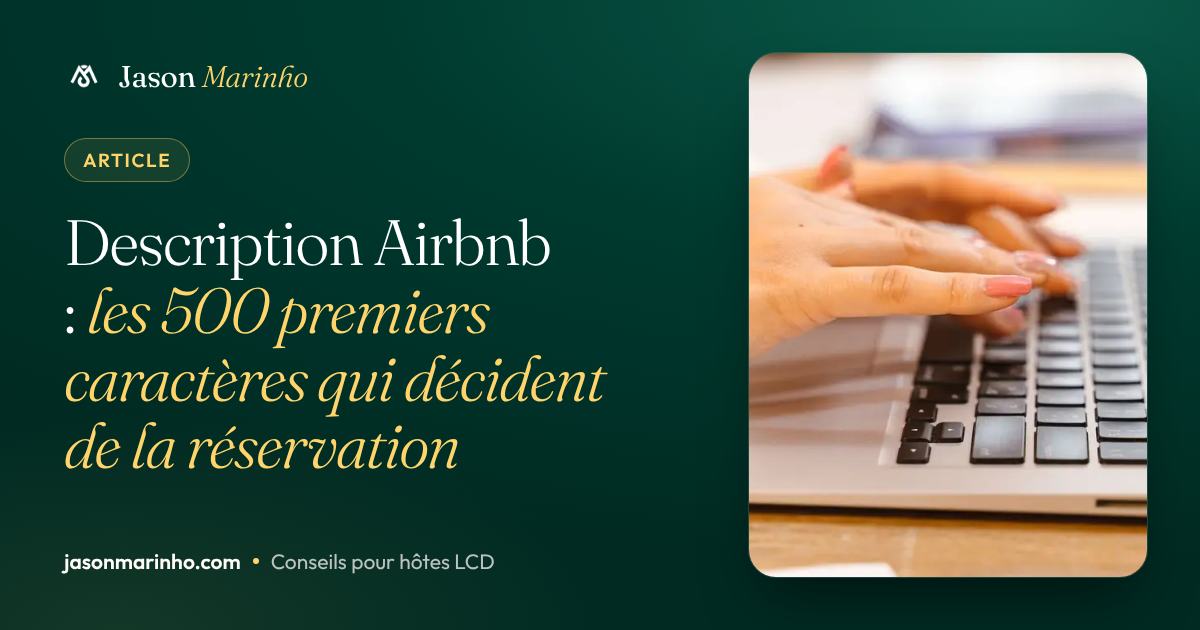 Jason Marinho
ARTICLE
Description Airbnb
: les 500 premiers
caractères qui décident
de la réservation
jasonmarinho.com • Conseils pour hôtes LCD